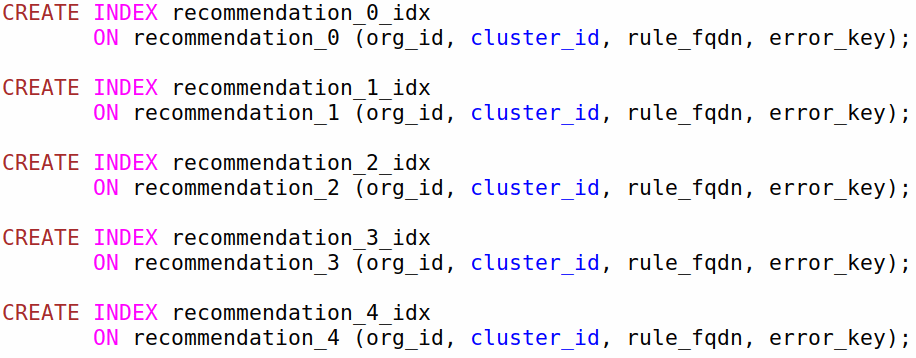 CREATE INDEX recommendation_0_idx
ON recommendation_0 (org_id, cluster_id, rule_fqdn, error_key);
CREATE INDEX recommendation_1_idx
ON recommendation_1 (org_id, cluster_id, rule_fqdn, error_key);
CREATE INDEX recommendation_2_idx
ON recommendation_2 (org_id, cluster_id, rule_fqdn, error_key);
CREATE INDEX recommendation_3_idx
ON recommendation_3 (org_id, cluster_id, rule_fqdn, error_key);
CREATE INDEX recommendation_4_idx
ON recommendation_4 (org_id, cluster_id, rule_fqdn, error_key);